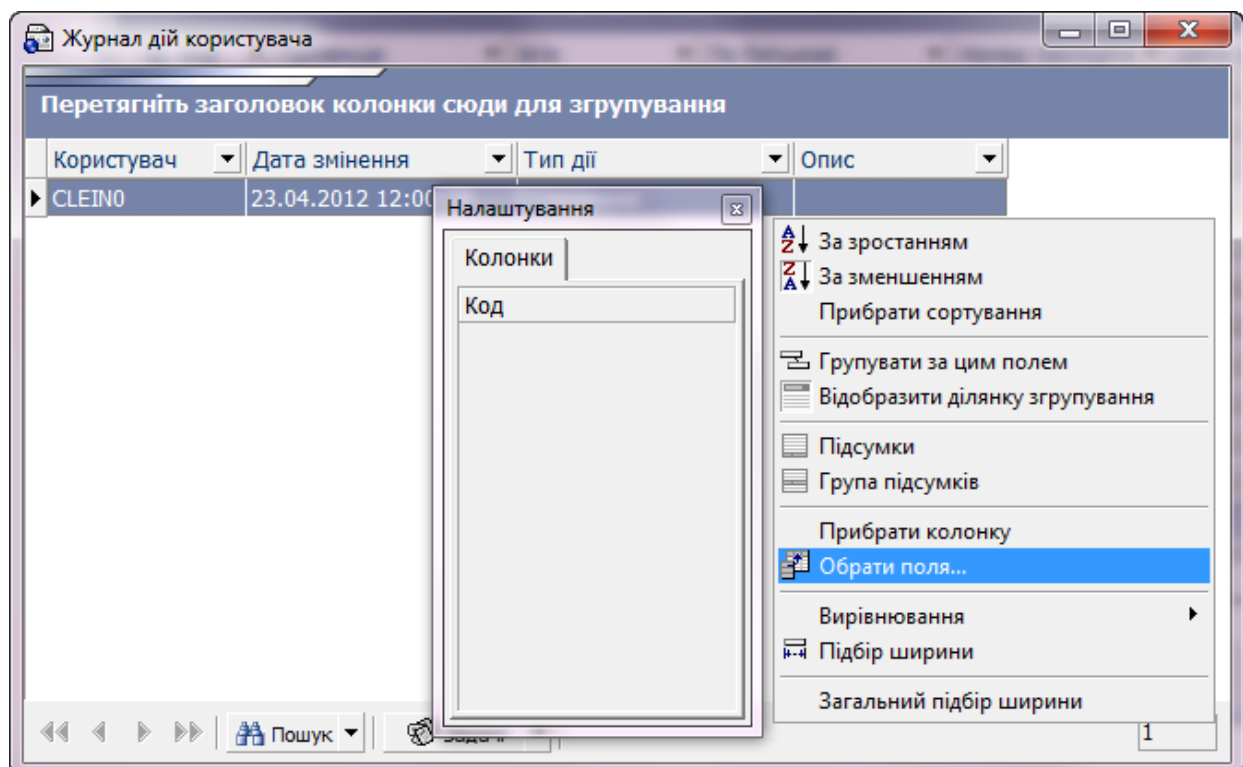 Журнал дій користувача
Перетягніть заголовок колонки сюди для згрупування
Користувач Дата змінення Тип дії Опис
CLEIN0 23.04.2012 12:00
Налаштування
Колонки
Код
За зростанням
За зменшенням
Прибрати сортування
Групувати за цим полем
Відобразити ділянку згрупування
Підсумки
Група підсумків
Прибрати колонку
Обрати поля...
Вирівнювання
Підбір ширини
Загальний підбір ширини
Пошук 1